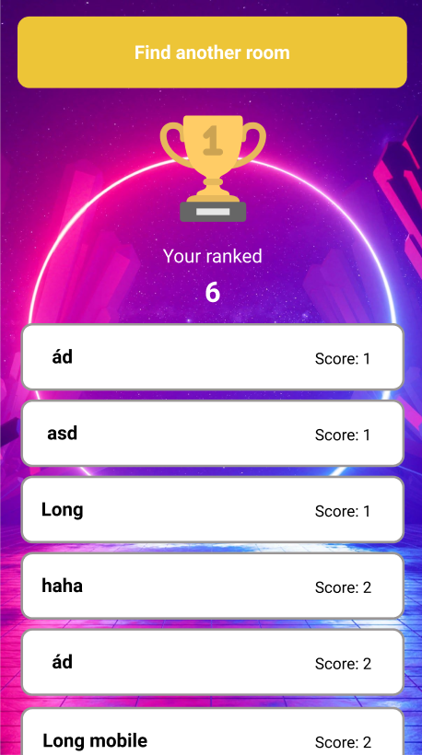 Find another room
1
Your ranked
6
ád Score: 1
asd Score: 1
Long Score: 1
haha Score: 2
ád Score: 2
Long mobile Score: 2